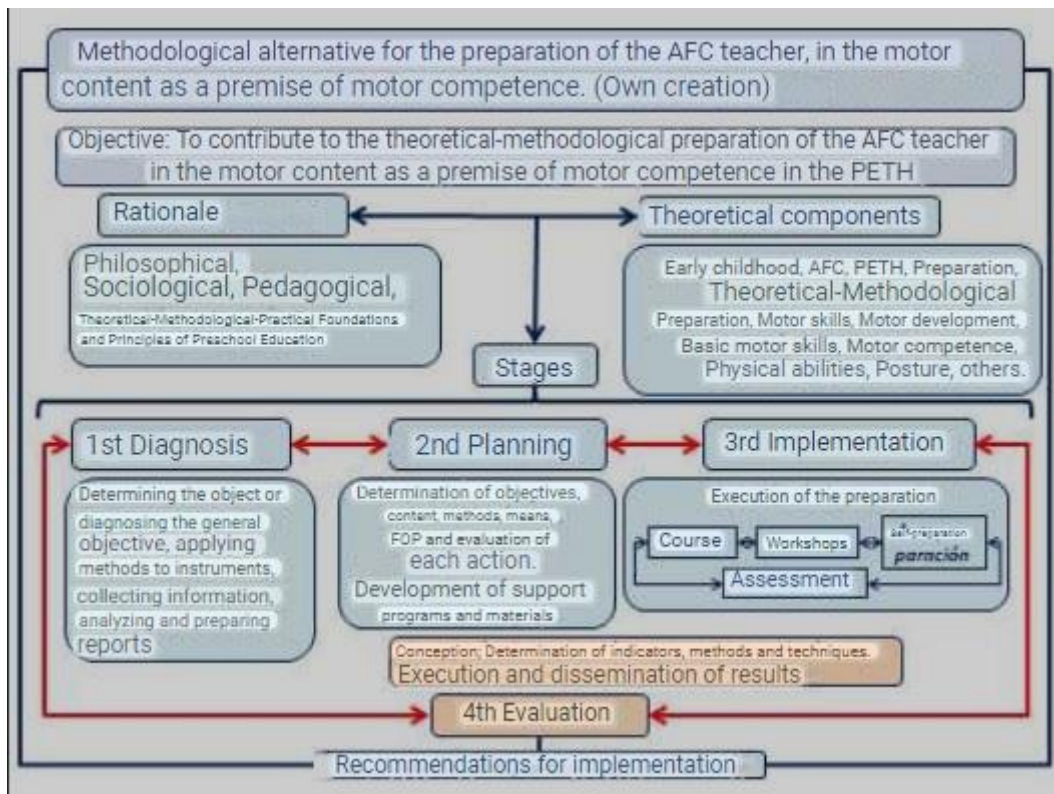 Methodological alternative for the preparation of the AFC teacher, in the motor
content as a premise of motor competence. (Own creation)
Objective: To contribute to the theoretical-methodological preparation of the AFC teacher
in the motor content as a premise of motor competence in the PETH
Rationale
Theoretical components
Philosophical,
Sociological, Pedagogical,
Theoretical-Methodological-Practical Foundations
and Principles of Preschool Education
Early childhood, AFC, PETH, Preparation,
Theoretical-Methodological
Preparation, Motor skills, Motor development,
Basic motor skills, Motor competence,
Physical abilities, Posture, others.
Stages
1st Diagnosis
2nd Planning
3rd Implementation
Determining the object or
diagnosing the general
objective, applying
methods to instruments,
collecting information,
analyzing and preparing
reports
Determination of objectives,
content, methods, means,
FOP and evaluation of
each action.
Development of support
programs and materials
Execution of the preparation
Course
Workshops
Self-preparation
paración
Assessment
Conception; Determination of indicators, methods and techniques.
Execution and dissemination of results
4th Evaluation
Recommendations for implementation